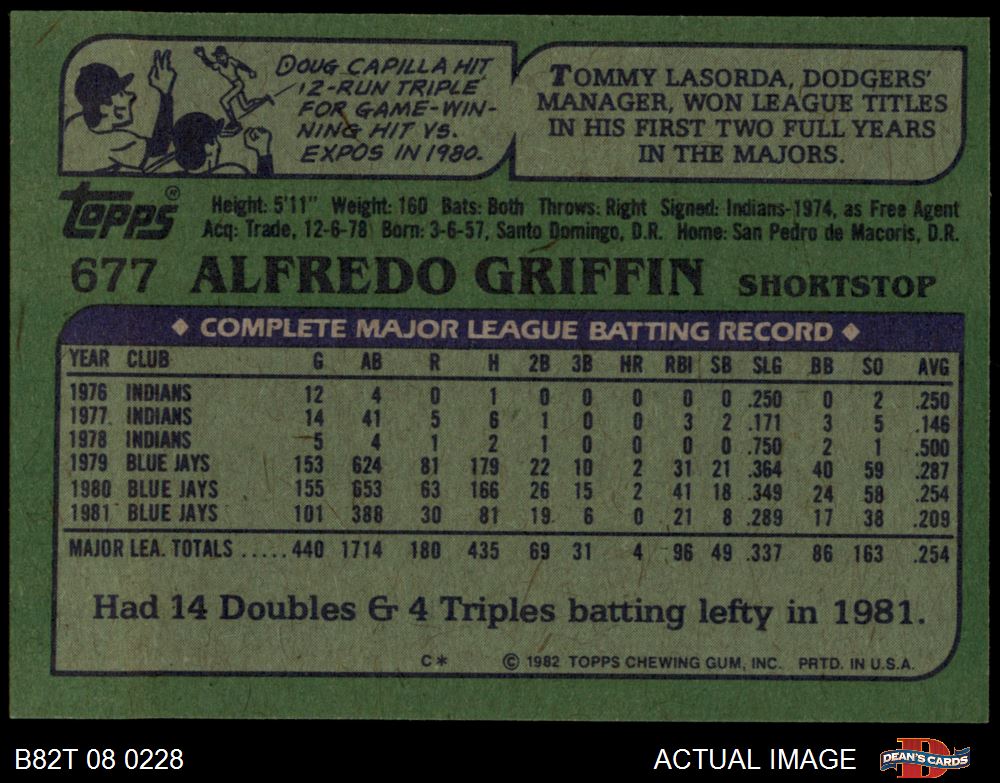 DOUG CAPILLA HIT
12-RUN TRIPLE
FOR GAME-WIN-
NING HIT VS.
EXPOS IN 1980.
TOMMY LASORDA, DODGERS'
MANAGER, WON LEAGUE TITLES
IN HIS FIRST TWO FULL YEARS
IN THE MAJORS.
Topps®
Height: 5'11" Weight: 160 Bats: Both Throws: Right Signed: Indians-1974, as Free Agent
Acq: Trade, 12-6-78 Born: 3-6-57, Santo Domingo, D.R. Home: San Pedro de Macoris, D.R.
677 ALFREDO GRIFFIN SHORTSTOP
◆ COMPLETE MAJOR LEAGUE BATTING RECORD ◆
YEAR CLUB G AB R H 2B 3B HR RBI SB SLG BB SO AVG
1976 INDIANS 12 4 0 1 0 0 0 0 0 .250 0 2 .250
1977 INDIANS 14 41 5 6 1 0 0 3 2 .171 3 5 .146
1978 INDIANS 5 4 1 2 1 0 0 0 0 .750 2 1 .500
1979 BLUE JAYS 153 624 81 179 22 10 2 31 21 .364 40 59 .287
1980 BLUE JAYS 155 653 63 166 26 15 2 41 18 .349 24 58 .254
1981 BLUE JAYS 101 388 30 81 19 6 0 21 8 .289 17 38 .209
MAJOR LEA. TOTALS ..... 440 1714 180 435 69 31 4 96 49 .337 86 163 .254
Had 14 Doubles & 4 Triples batting lefty in 1981.
C* © 1982 TOPPS CHEWING GUM, INC. PRTD. IN U.S.A.
B82T 08 0228 ACTUAL IMAGE DEAN'S CARDS